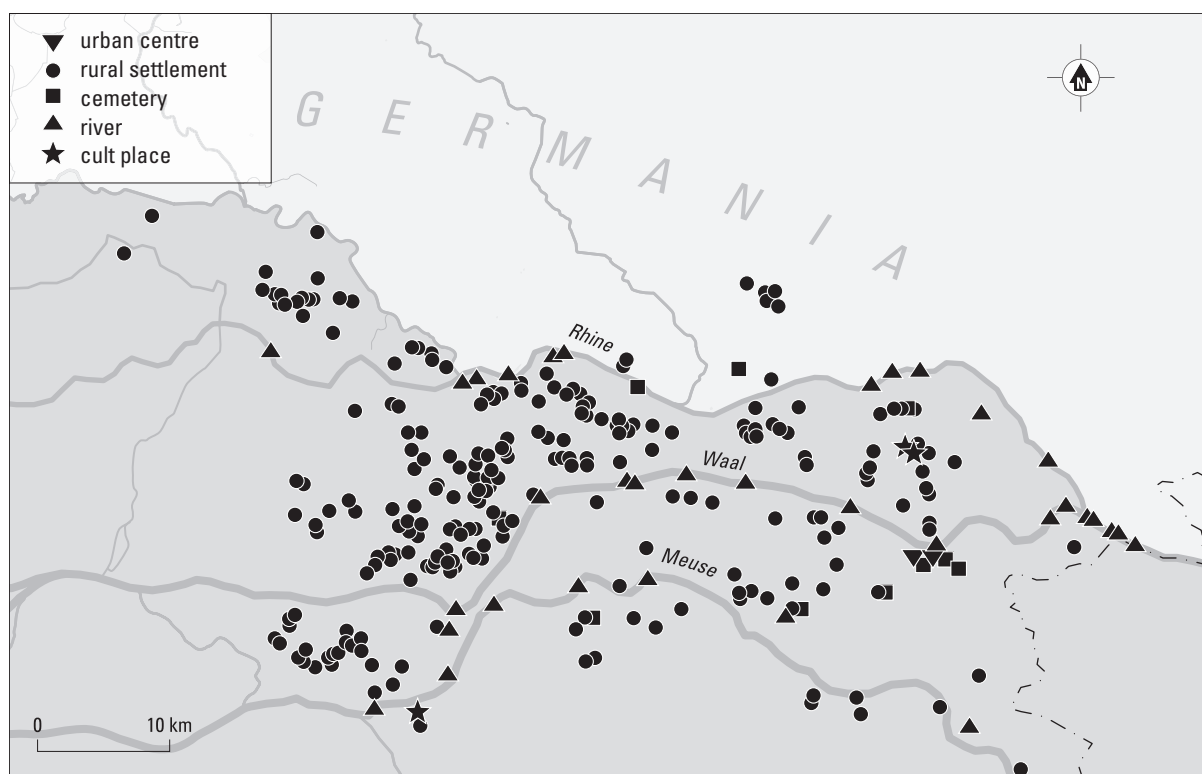 urban centre
rural settlement
cemetery
river
cult place
N
GERMANIA
Rhine
Waal
Meuse
0 10 km